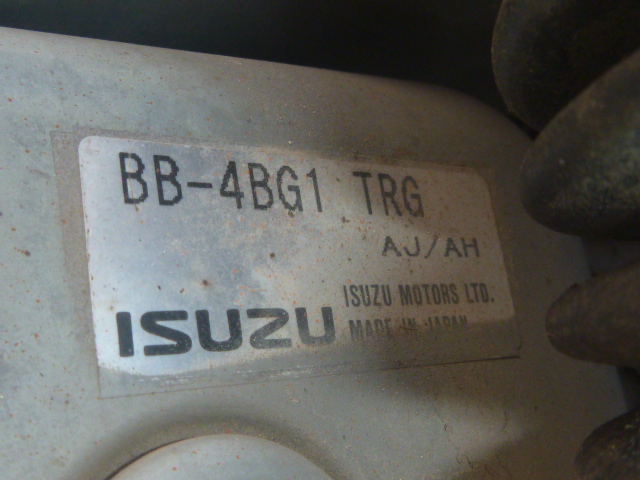 BB-4BG1 TRG
AJ/AH
ISUZU
ISUZU MOTORS LTD.
MADE IN JAPAN